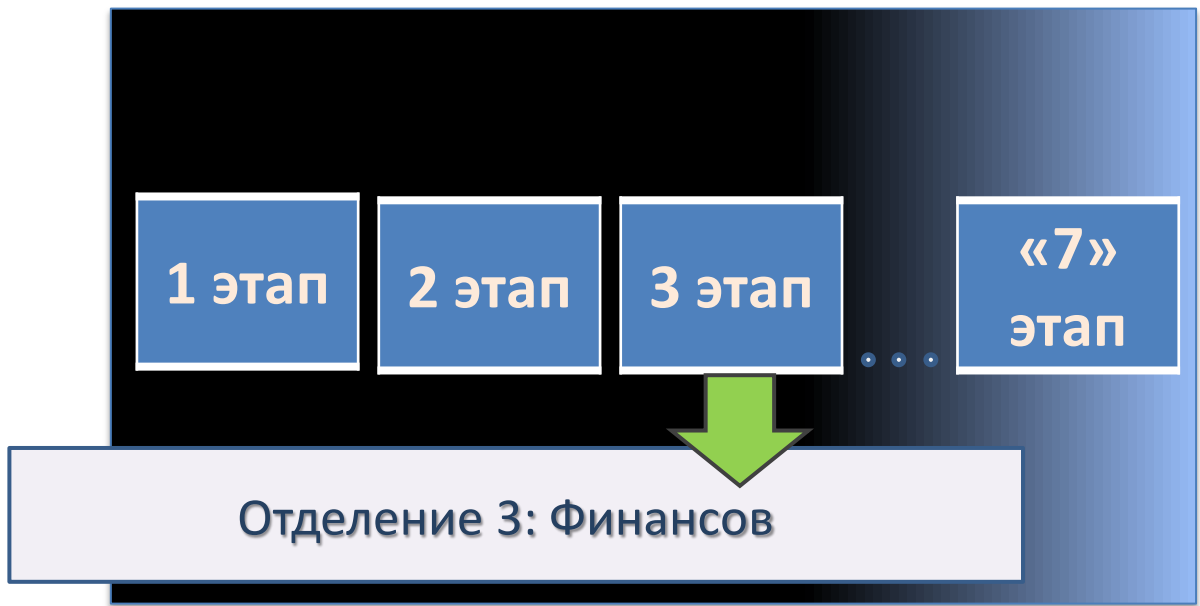 1 этап
2 этап
3 этап
«7»
этап
Отделение 3: Финансов